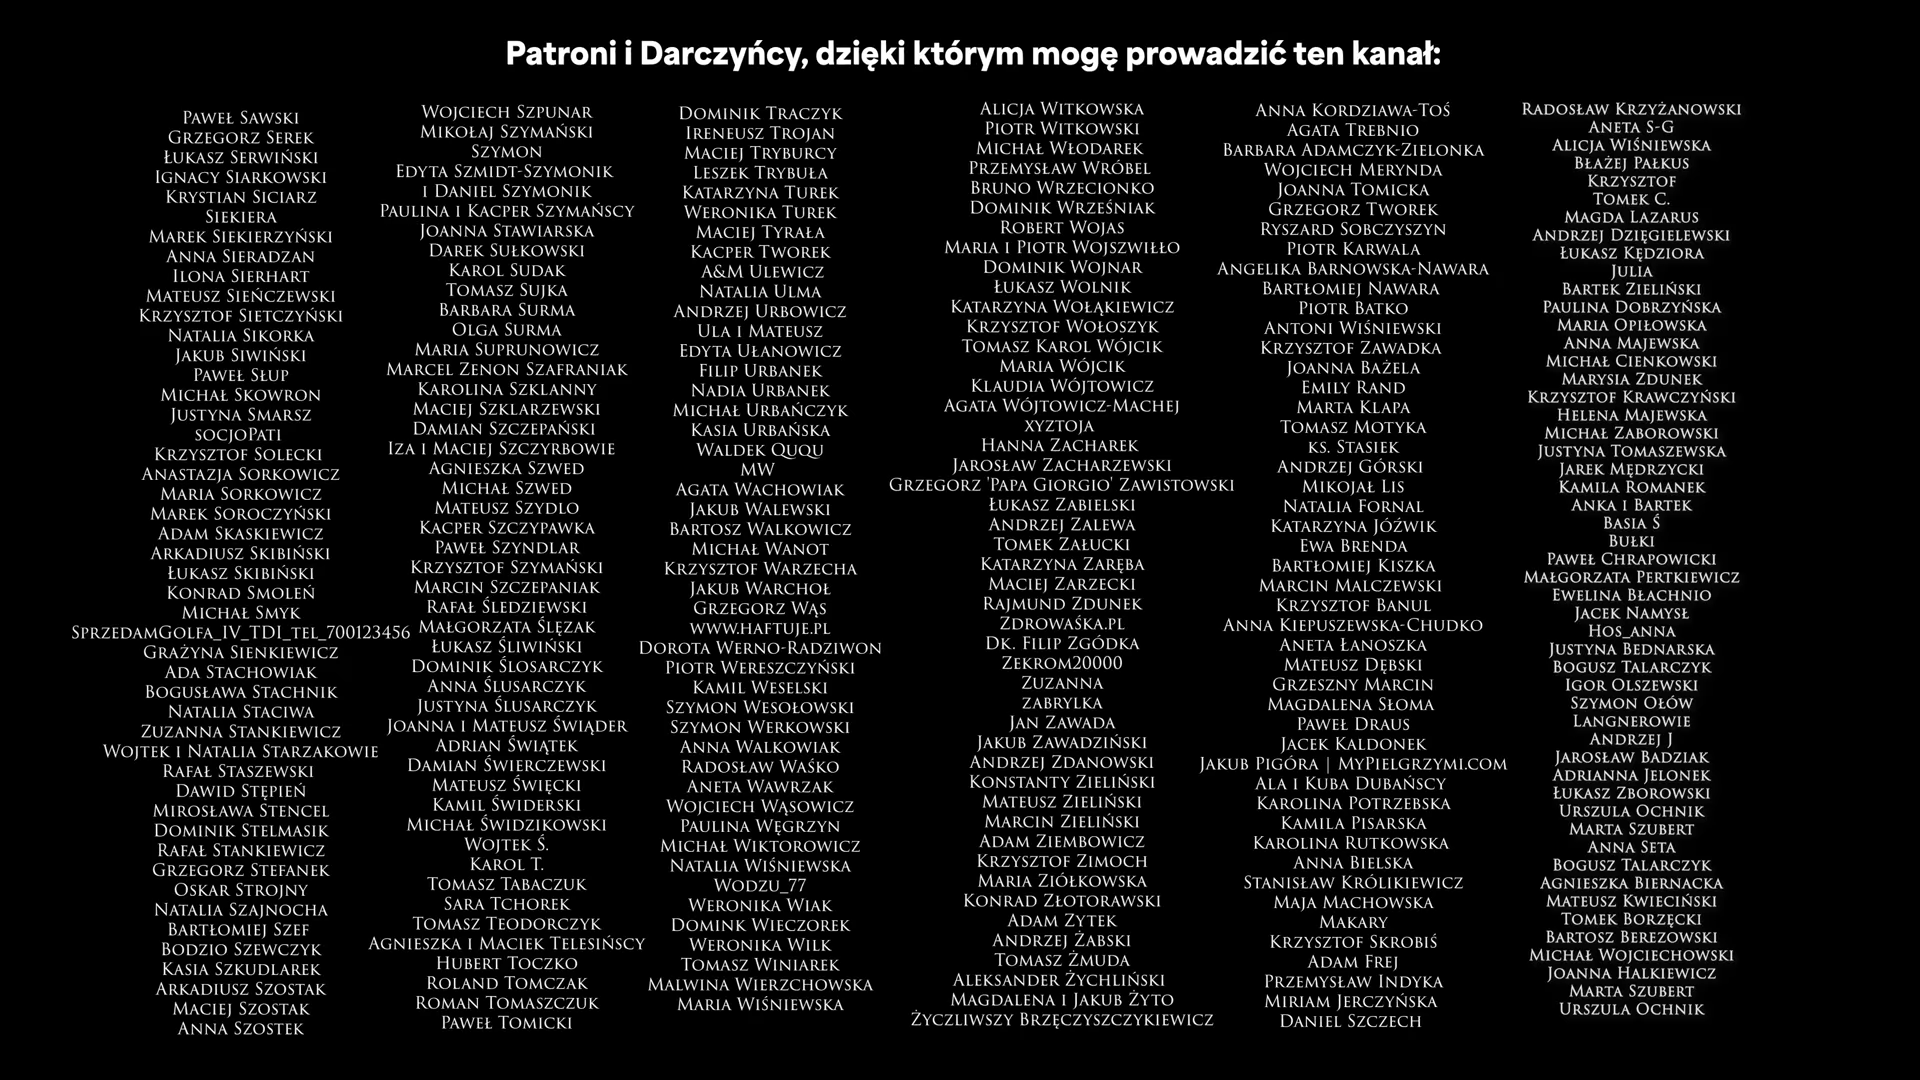 Patroni i Darczyńcy, dzięki którym mogę prowadzić ten kanał:
Paweł Sawski
Grzegorz Serek
Łukasz Serwiński
Ignacy Siarkowski
Krystian Siciarz
Siekiera
Marek Siekierzyński
Anna Sieradzan
Ilona Sierhart
Mateusz Sieńczewski
Krzysztof Sietczyński
Natalia Sikorka
Jakub Siwiński
Paweł Słup
Michał Skowron
Justyna Smarsz
socjoPati
Krzysztof Solecki
Anastazja Sorkowicz
Maria Sorkowicz
Marek Soroczyński
Adam Skaskiewicz
Arkadiusz Skibiński
Łukasz Skibiński
Konrad Smoleń
Michał Smyk
SprzedamGolfa_IV_TDI_tel_700123456
Grażyna Sienkiewicz
Ada Stachowiak
Bogusława Stachnik
Natalia Staciwa
Zuzanna Stankiewicz
Wojtek i Natalia Starzakowie
Rafał Staszewski
Dawid Stępień
Mirosława Stencel
Dominik Stelmasik
Rafał Stankiewicz
Grzegorz Stefanek
Oskar Strojny
Natalia Szajnocha
Bartłomiej Szef
Bodzio Szewczyk
Kasia Szkudlarek
Arkadiusz Szostak
Maciej Szostak
Anna Szostek
Wojciech Szpunar
Mikołaj Szymański
Szymon
Edyta Szmidt-Szymonik
i Daniel Szymonik
Paulina i Kacper Szymańscy
Joanna Stawiarska
Darek Sułkowski
Karol Sudak
Tomasz Sujka
Barbara Surma
Olga Surma
Maria Suprunowicz
Marcel Zenon Szafraniak
Karolina Szklanny
Maciej Szklarzewski
Damian Szczepański
Iza i Maciej Szczyrbowie
Agnieszka Szwed
Michał Szwed
Mateusz Szydlo
Kacper Szczypawka
Paweł Szyndlar
Krzysztof Szymański
Marcin Szczepaniak
Rafał Śledziewski
Małgorzata Ślęzak
Łukasz Śliwiński
Dominik Ślosarczyk
Anna Ślusarczyk
Justyna Ślusarczyk
Joanna i Mateusz Świąder
Adrian Świątek
Damian Świerczewski
Mateusz Święcki
Kamil Świderski
Michał Świdzikowski
Wojtek Ś.
Karol T.
Tomasz Tabaczuk
Sara Tchorek
Tomasz Teodorczyk
Agnieszka i Maciek Telesińscy
Hubert Toczko
Roland Tomczak
Roman Tomaszczuk
Paweł Tomicki
Dominik Traczyk
Ireneusz Trojan
Maciej Tryburcy
Leszek Trybuła
Katarzyna Turek
Weronika Turek
Maciej Tyrała
Kacper Tworek
A&M Ulewicz
Natalia Ulma
Andrzej Urbowicz
Ula i Mateusz
Edyta Ułanowicz
Filip Urbanek
Nadia Urbanek
Michał Urbańczyk
Kasia Urbańska
Waldek Ququ
MW
Agata Wachowiak
Jakub Walewski
Bartosz Walkowicz
Michał Wanot
Krzysztof Warzecha
Jakub Warchoł
Grzegorz Wąs
www.haftuje.pl
Dorota Werno-Radziwon
Piotr Wereszczyński
Kamil Weselski
Szymon Wesołowski
Szymon Werkowski
Anna Walkowiak
Radosław Waśko
Aneta Wawrzak
Wojciech Wąsowicz
Paulina Węgrzyn
Michał Wiktorowicz
Natalia Wiśniewska
Wodzu_77
Weronika Wiak
Domink Wieczorek
Weronika Wilk
Tomasz Winiarek
Malwina Wierzchowska
Maria Wiśniewska
Alicja Witkowska
Piotr Witkowski
Michał Włodarek
Przemysław Wróbel
Bruno Wrzecionko
Dominik Wrześniak
Robert Wojas
Maria i Piotr Wojszwiłło
Dominik Wojnar
Łukasz Wolnik
Katarzyna Wołąkiewicz
Krzysztof Wołoszyk
Tomasz Karol Wójcik
Maria Wójcik
Klaudia Wójtowicz
Agata Wójtowicz-Machej
xyztoja
Hanna Zacharek
Jarosław Zacharzewski
Grzegorz 'Papa Giorgio' Zawistowski
Łukasz Zabielski
Andrzej Zalewa
Tomek Załucki
Katarzyna Zaręba
Maciej Zarzecki
Rajmund Zdunek
Zdrowaśka.pl
Dk. Filip Zgódka
Zekrom20000
Zuzanna
zabrylka
Jan Zawada
Jakub Zawadziński
Andrzej Zdanowski
Konstanty Zieliński
Mateusz Zieliński
Marcin Zieliński
Adam Ziembowicz
Krzysztof Zimoch
Maria Ziółkowska
Konrad Złotorawski
Adam Zytek
Andrzej Żabski
Tomasz Żmuda
Aleksander Żychliński
Magdalena i Jakub Żyto
Życzliwszy Brzęczyszczykiewicz
Anna Kordziawa-Toś
Agata Trebnio
Barbara Adamczyk-Zielonka
Wojciech Merynda
Joanna Tomicka
Grzegorz Tworek
Ryszard Sobczyszyn
Piotr Karwala
Angelika Barnowska-Nawara
Bartłomiej Nawara
Piotr Batko
Antoni Wiśniewski
Krzysztof Zawadka
Joanna Bażela
Emily Rand
Marta Klapa
Tomasz Motyka
ks. Stasiek
Andrzej Górski
Mikojał Lis
Natalia Fornal
Katarzyna Jóźwik
Ewa Brenda
Bartłomiej Kiszka
Marcin Malczewski
Krzysztof Banul
Anna Kiepuszewska-Chudko
Aneta Łanoszka
Mateusz Dębski
Grzeszny Marcin
Magdalena Słoma
Paweł Draus
Jacek Kaldonek
Jakub Pigóra | MyPielgrzymi.com
Ala i Kuba Dubańscy
Karolina Potrzebska
Kamila Pisarska
Karolina Rutkowska
Anna Bielska
Stanisław Królikiewicz
Maja Machowska
Makary
Krzysztof Skrobiś
Adam Frej
Przemysław Indyka
Miriam Jerczyńska
Daniel Szczech
Radosław Krzyżanowski
Aneta S-G
Alicja Wiśniewska
Błażej Pałkus
Krzysztof
Tomek C.
Magda Lazarus
Andrzej Dzięgielewski
Łukasz Kędziora
Julia
Bartek Zieliński
Paulina Dobrzyńska
Maria Opiłowska
Anna Majewska
Michał Cienkowski
Marysia Zdunek
Krzysztof Krawczyński
Helena Majewska
Michał Zaborowski
Justyna Tomaszewska
Jarek Mędrzycki
Kamila Romanek
Anka i Bartek
Basia Ś
Bułki
Paweł Chrapowicki
Małgorzata Pertkiewicz
Ewelina Błachnio
Jacek Namysł
Hos_anna
Justyna Bednarska
Bogusz Talarczyk
Igor Olszewski
Szymon Ołów
Langnerowie
Andrzej J
Jarosław Badziak
Adrianna Jelonek
Łukasz Zborowski
Urszula Ochnik
Marta Szubert
Anna Seta
Bogusz Talarczyk
Agnieszka Biernacka
Mateusz Kwieciński
Tomek Borzęcki
Bartosz Berezowski
Michał Wojciechowski
Joanna Halkiewicz
Marta Szubert
Urszula Ochnik